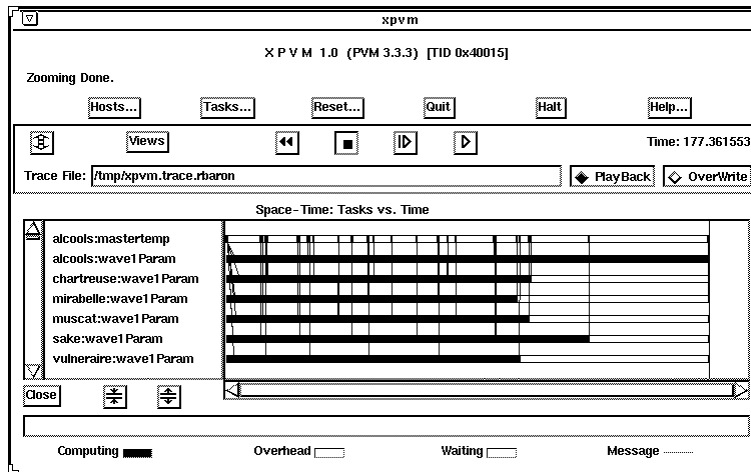 xpvm
X P V M 1.0 (PVM 3.3.3) [TID 0x40015]
Zooming Done.
Hosts... Tasks... Reset... Quit Halt Help...
Views Time: 177.361553
Trace File: /tmp/xpvm.trace.rbaron PlayBack OverWrite
Space-Time: Tasks vs. Time
alcools:mastertemp
alcools:wave1Param
chartreuse:wave1Param
mirabelle:wave1Param
muscat:wave1Param
sake:wave1Param
vulneraire:wave1Param
Close
Computing Overhead Waiting Message